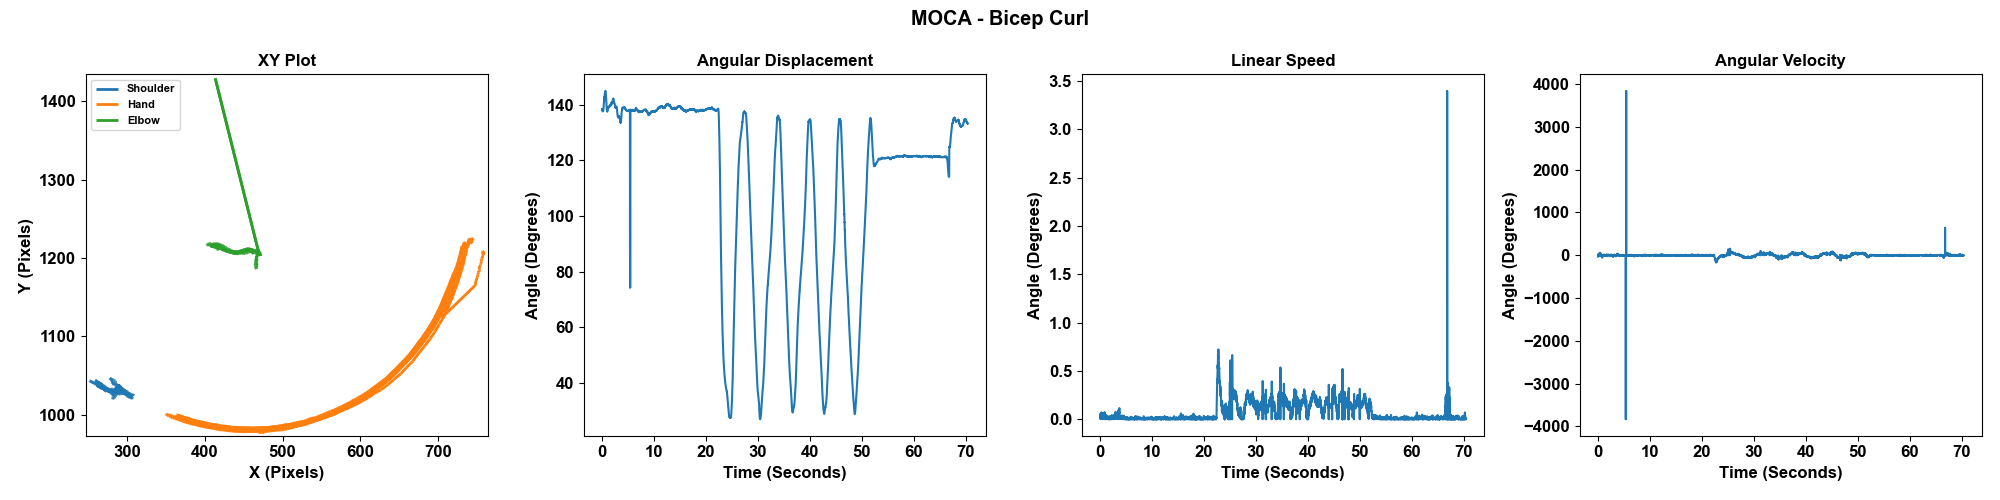 MOCA - Bicep Curl
XY Plot
Shoulder
Hand
Elbow
1400
1300
1200
1100
1000
Y (Pixels)
300 400 500 600 700
X (Pixels)
Angular Displacement
140
120
100
80
60
40
Angle (Degrees)
0 10 20 30 40 50 60 70
Time (Seconds)
Linear Speed
3.5
3.0
2.5
2.0
1.5
1.0
0.5
0.0
Angle (Degrees)
0 10 20 30 40 50 60 70
Time (Seconds)
Angular Velocity
4000
3000
2000
1000
0
−1000
−2000
−3000
−4000
Angle (Degrees)
0 10 20 30 40 50 60 70
Time (Seconds)